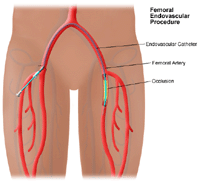 Femoral
Endovascular
Procedure
Endovascular Catheter
Femoral Artery
Occlusion